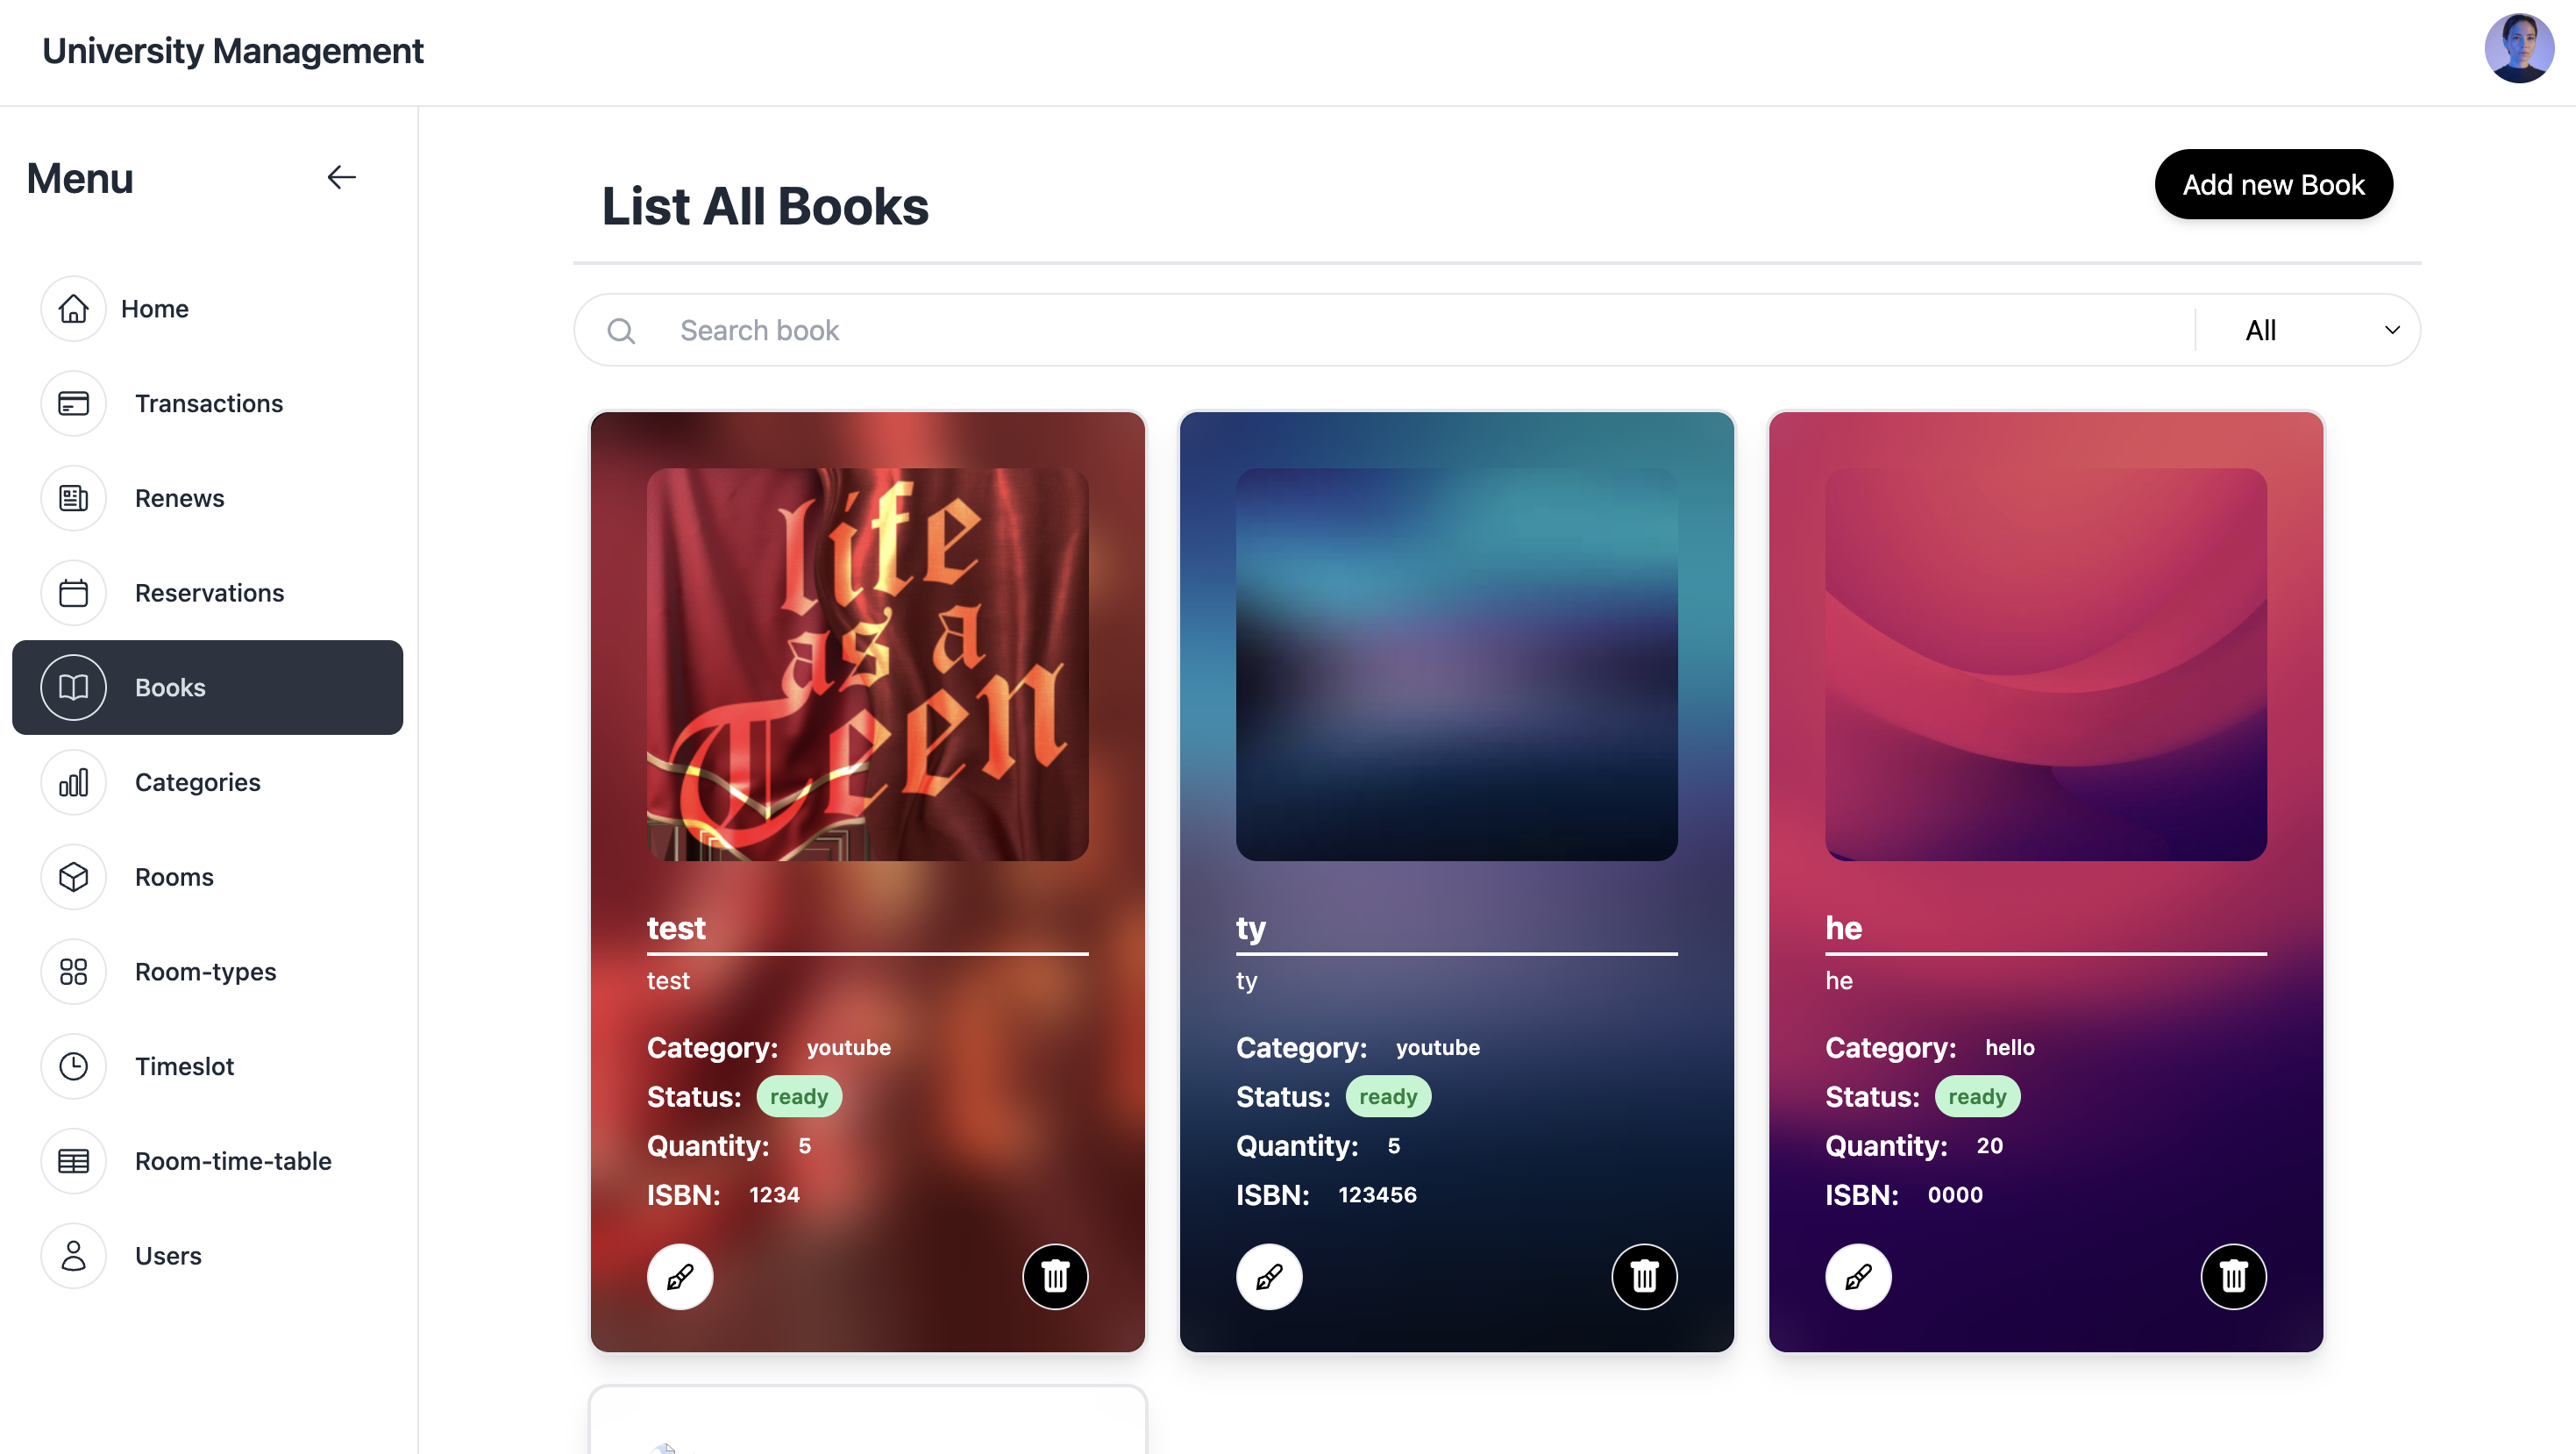 University Management
Menu
Home
Transactions
Renews
Reservations
Books
Categories
Rooms
Room-types
Timeslot
Room-time-table
Users
List All Books
Add new Book
Search book
All
life
as a
Teen
test
test
Category: youtube
Status: ready
Quantity: 5
ISBN: 1234
ty
ty
Category: youtube
Status: ready
Quantity: 5
ISBN: 123456
he
he
Category: hello
Status: ready
Quantity: 20
ISBN: 0000